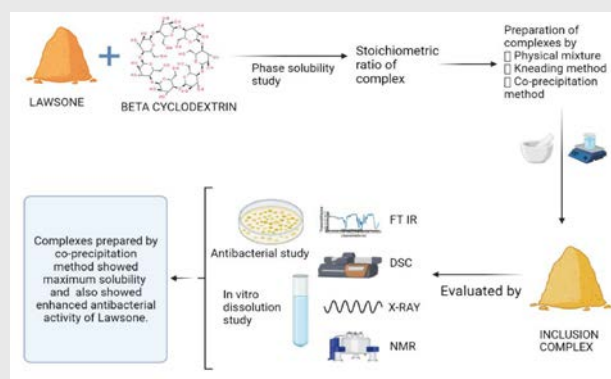 LAWSONE
BETA CYCLODEXTRIN
Phase solubility
study
Stoichiometric
ratio of
complex
Preparation of
complexes by
Physical mixture
Kneading method
Co-precipitation
method
INCLUSION
COMPLEX
Evaluated by
FT IR
DSC
X-RAY
NMR
Antibacterial study
In vitro
dissolution
study
Complexes prepared by
co-precipitation
method showed
maximum solubility
and also showed
enhanced antibacterial
activity of Lawsone.